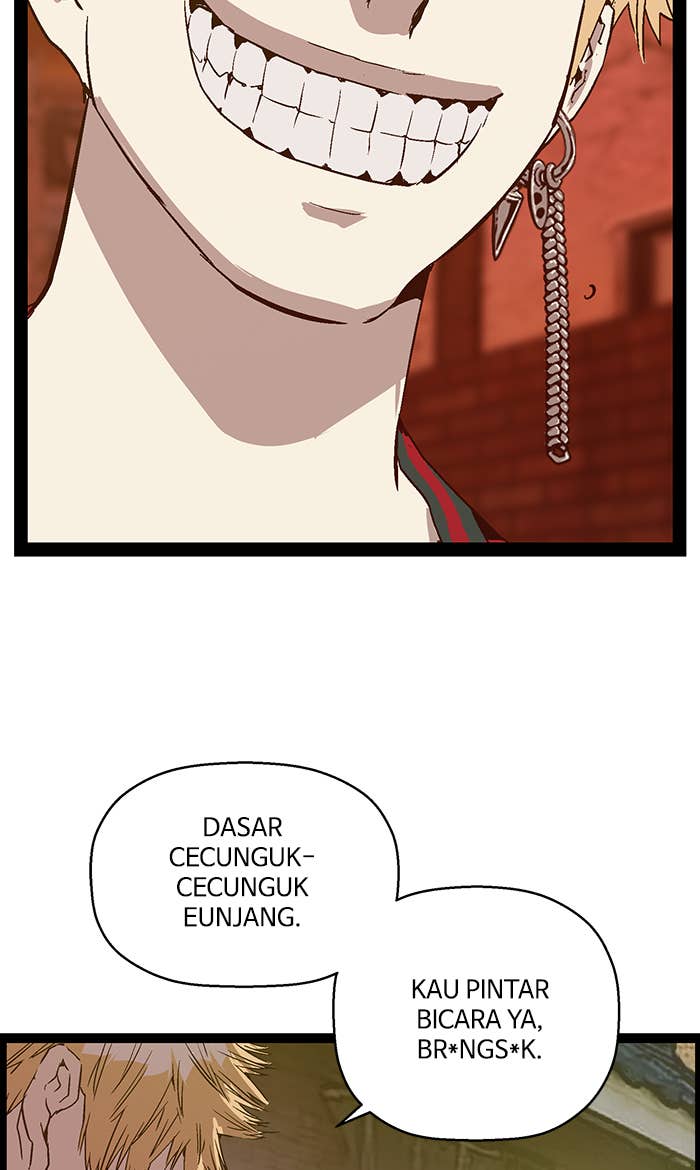 DASAR
CECUNGUK-
CECUNGUK
EUNJANG.
KAU PINTAR
BICARA YA,
BR*NGS*K.